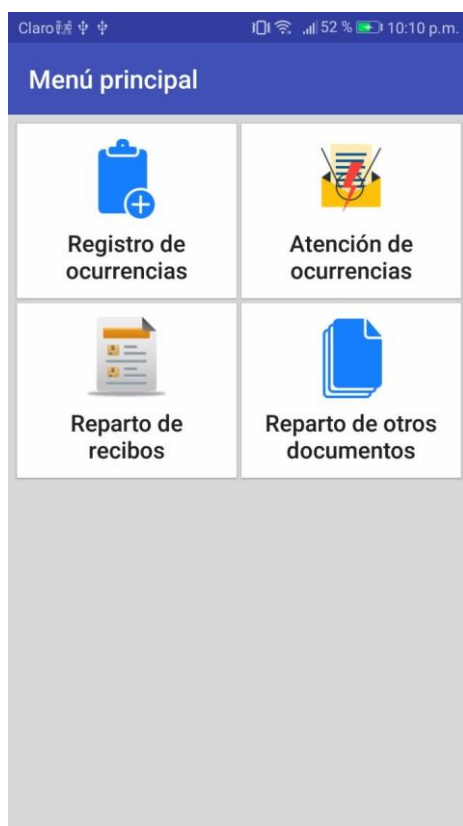 Claro
52 % 10:10 p.m.
Menú principal
Registro de
ocurrencias
Atención de
ocurrencias
Reparto de
recibos
Reparto de otros
documentos